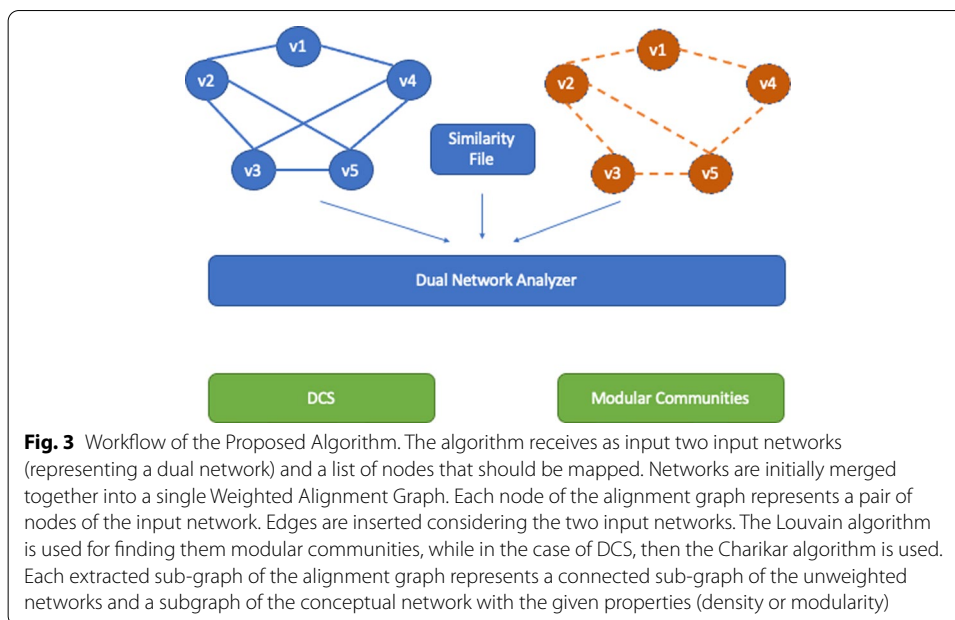 v1
v2
v4
v3
v5
Similarity
File
v1
v2
v4
v3
v5
Dual Network Analyzer
DCS
Modular Communities
Fig. 3 Workflow of the Proposed Algorithm. The algorithm receives as input two input networks
(representing a dual network) and a list of nodes that should be mapped. Networks are initially merged
together into a single Weighted Alignment Graph. Each node of the alignment graph represents a pair of
nodes of the input network. Edges are inserted considering the two input networks. The Louvain algorithm
is used for finding them modular communities, while in the case of DCS, then the Charikar algorithm is used.
Each extracted sub-graph of the alignment graph represents a connected sub-graph of the unweighted
networks and a subgraph of the conceptual network with the given properties (density or modularity)